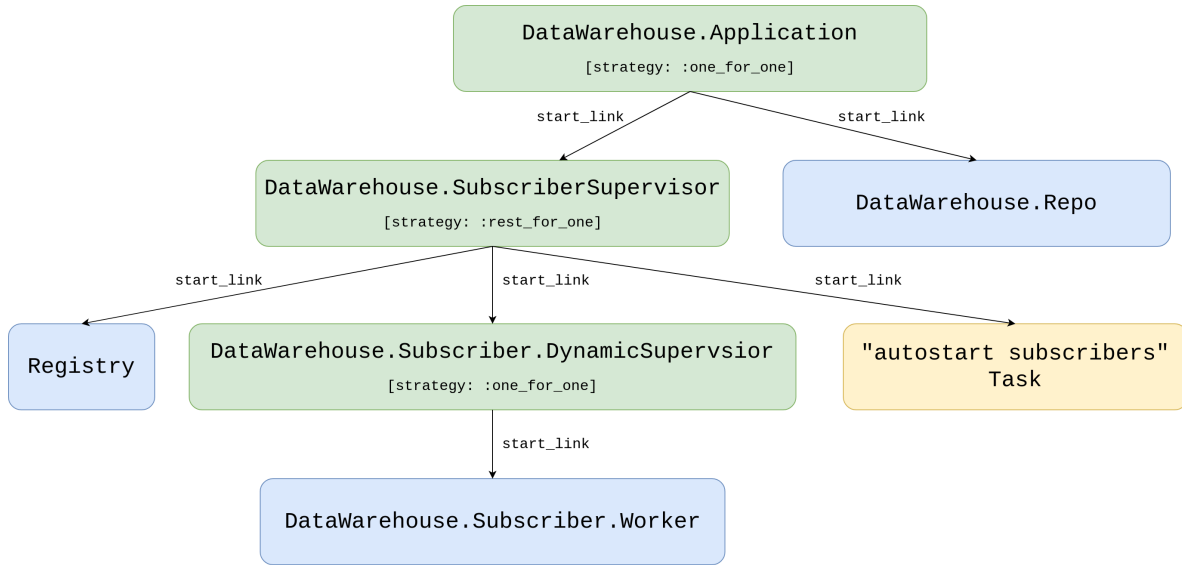 DataWarehouse.Application
[strategy: :one_for_one]
start_link
start_link
DataWarehouse.SubscriberSupervisor
[strategy: :rest_for_one]
DataWarehouse.Repo
start_link
start_link
start_link
Registry
DataWarehouse.Subscriber.DynamicSupervsior
[strategy: :one_for_one]
"autostart subscribers"
Task
start_link
DataWarehouse.Subscriber.Worker